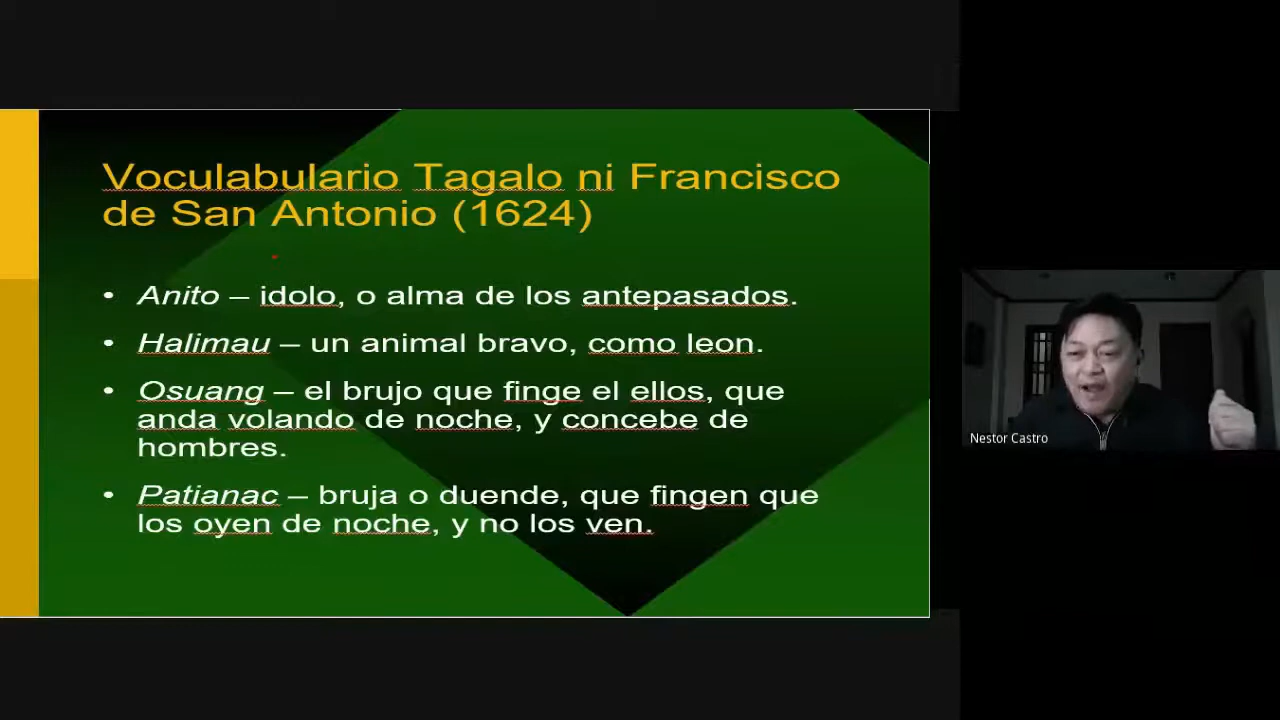 Voculabulario Tagalo ni Francisco
de San Antonio (1624)
• Anito – idolo, o alma de los antepasados.
• Halimau – un animal bravo, como leon.
• Osuang – el brujo que finge el ellos, que
anda volando de noche, y concebe de
hombres.
• Patianac – bruja o duende, que fingen que
los oyen de noche, y no los ven.
Nestor Castro